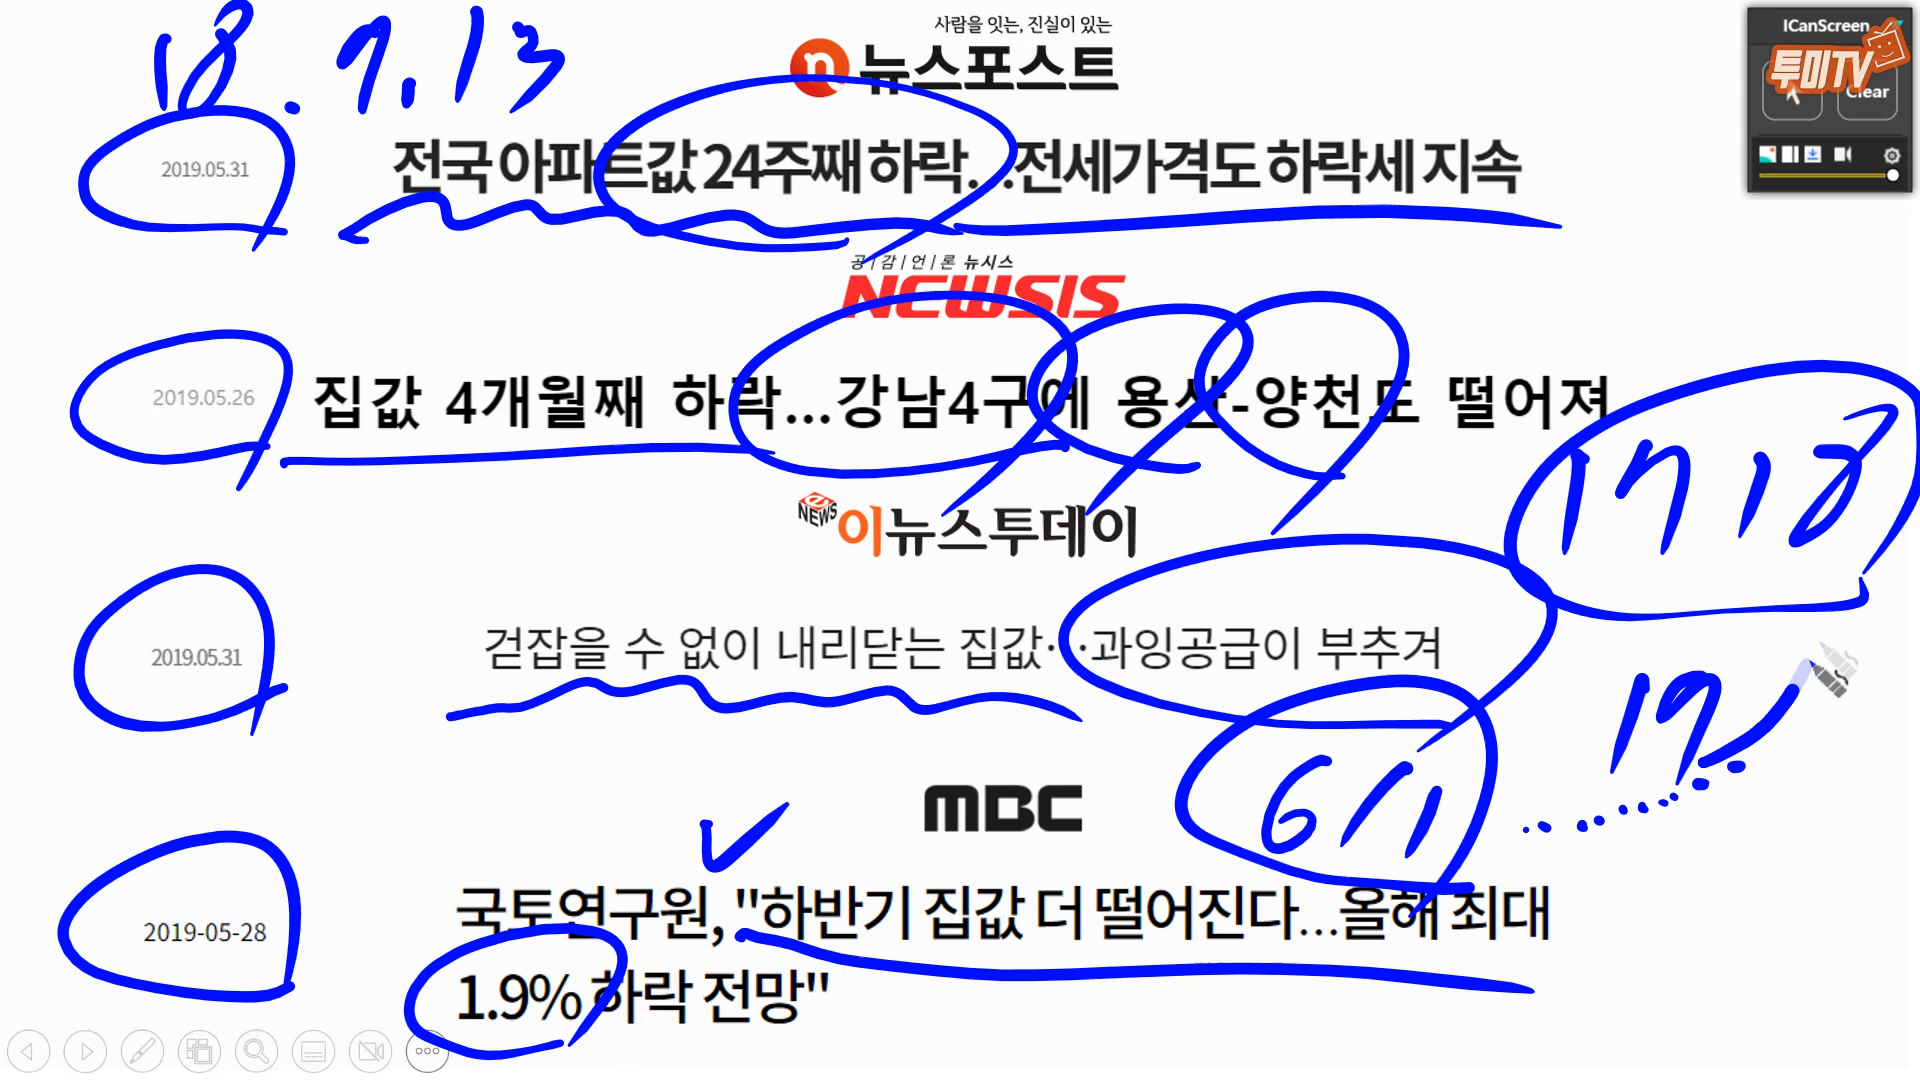 18.9.13
사람을 잇는, 진실이 있는
n 뉴스포스트
ICanScreen
투미TV
Clear
2019.05.31
전국 아파트값 24주째 하락...전세가격도 하락세 지속
공|감|언|론 뉴시스
NEWSIS
2019.05.26
집값 4개월째 하락...강남4구에 용산-양천도 떨어져
17 18
e NEWS 이뉴스투데이
2019.05.31
걷잡을 수 없이 내리닫는 집값…과잉공급이 부추겨
19
6/1
MBC
2019-05-28
국토연구원, "하반기 집값 더 떨어진다...올해 최대
1.9% 하락 전망"